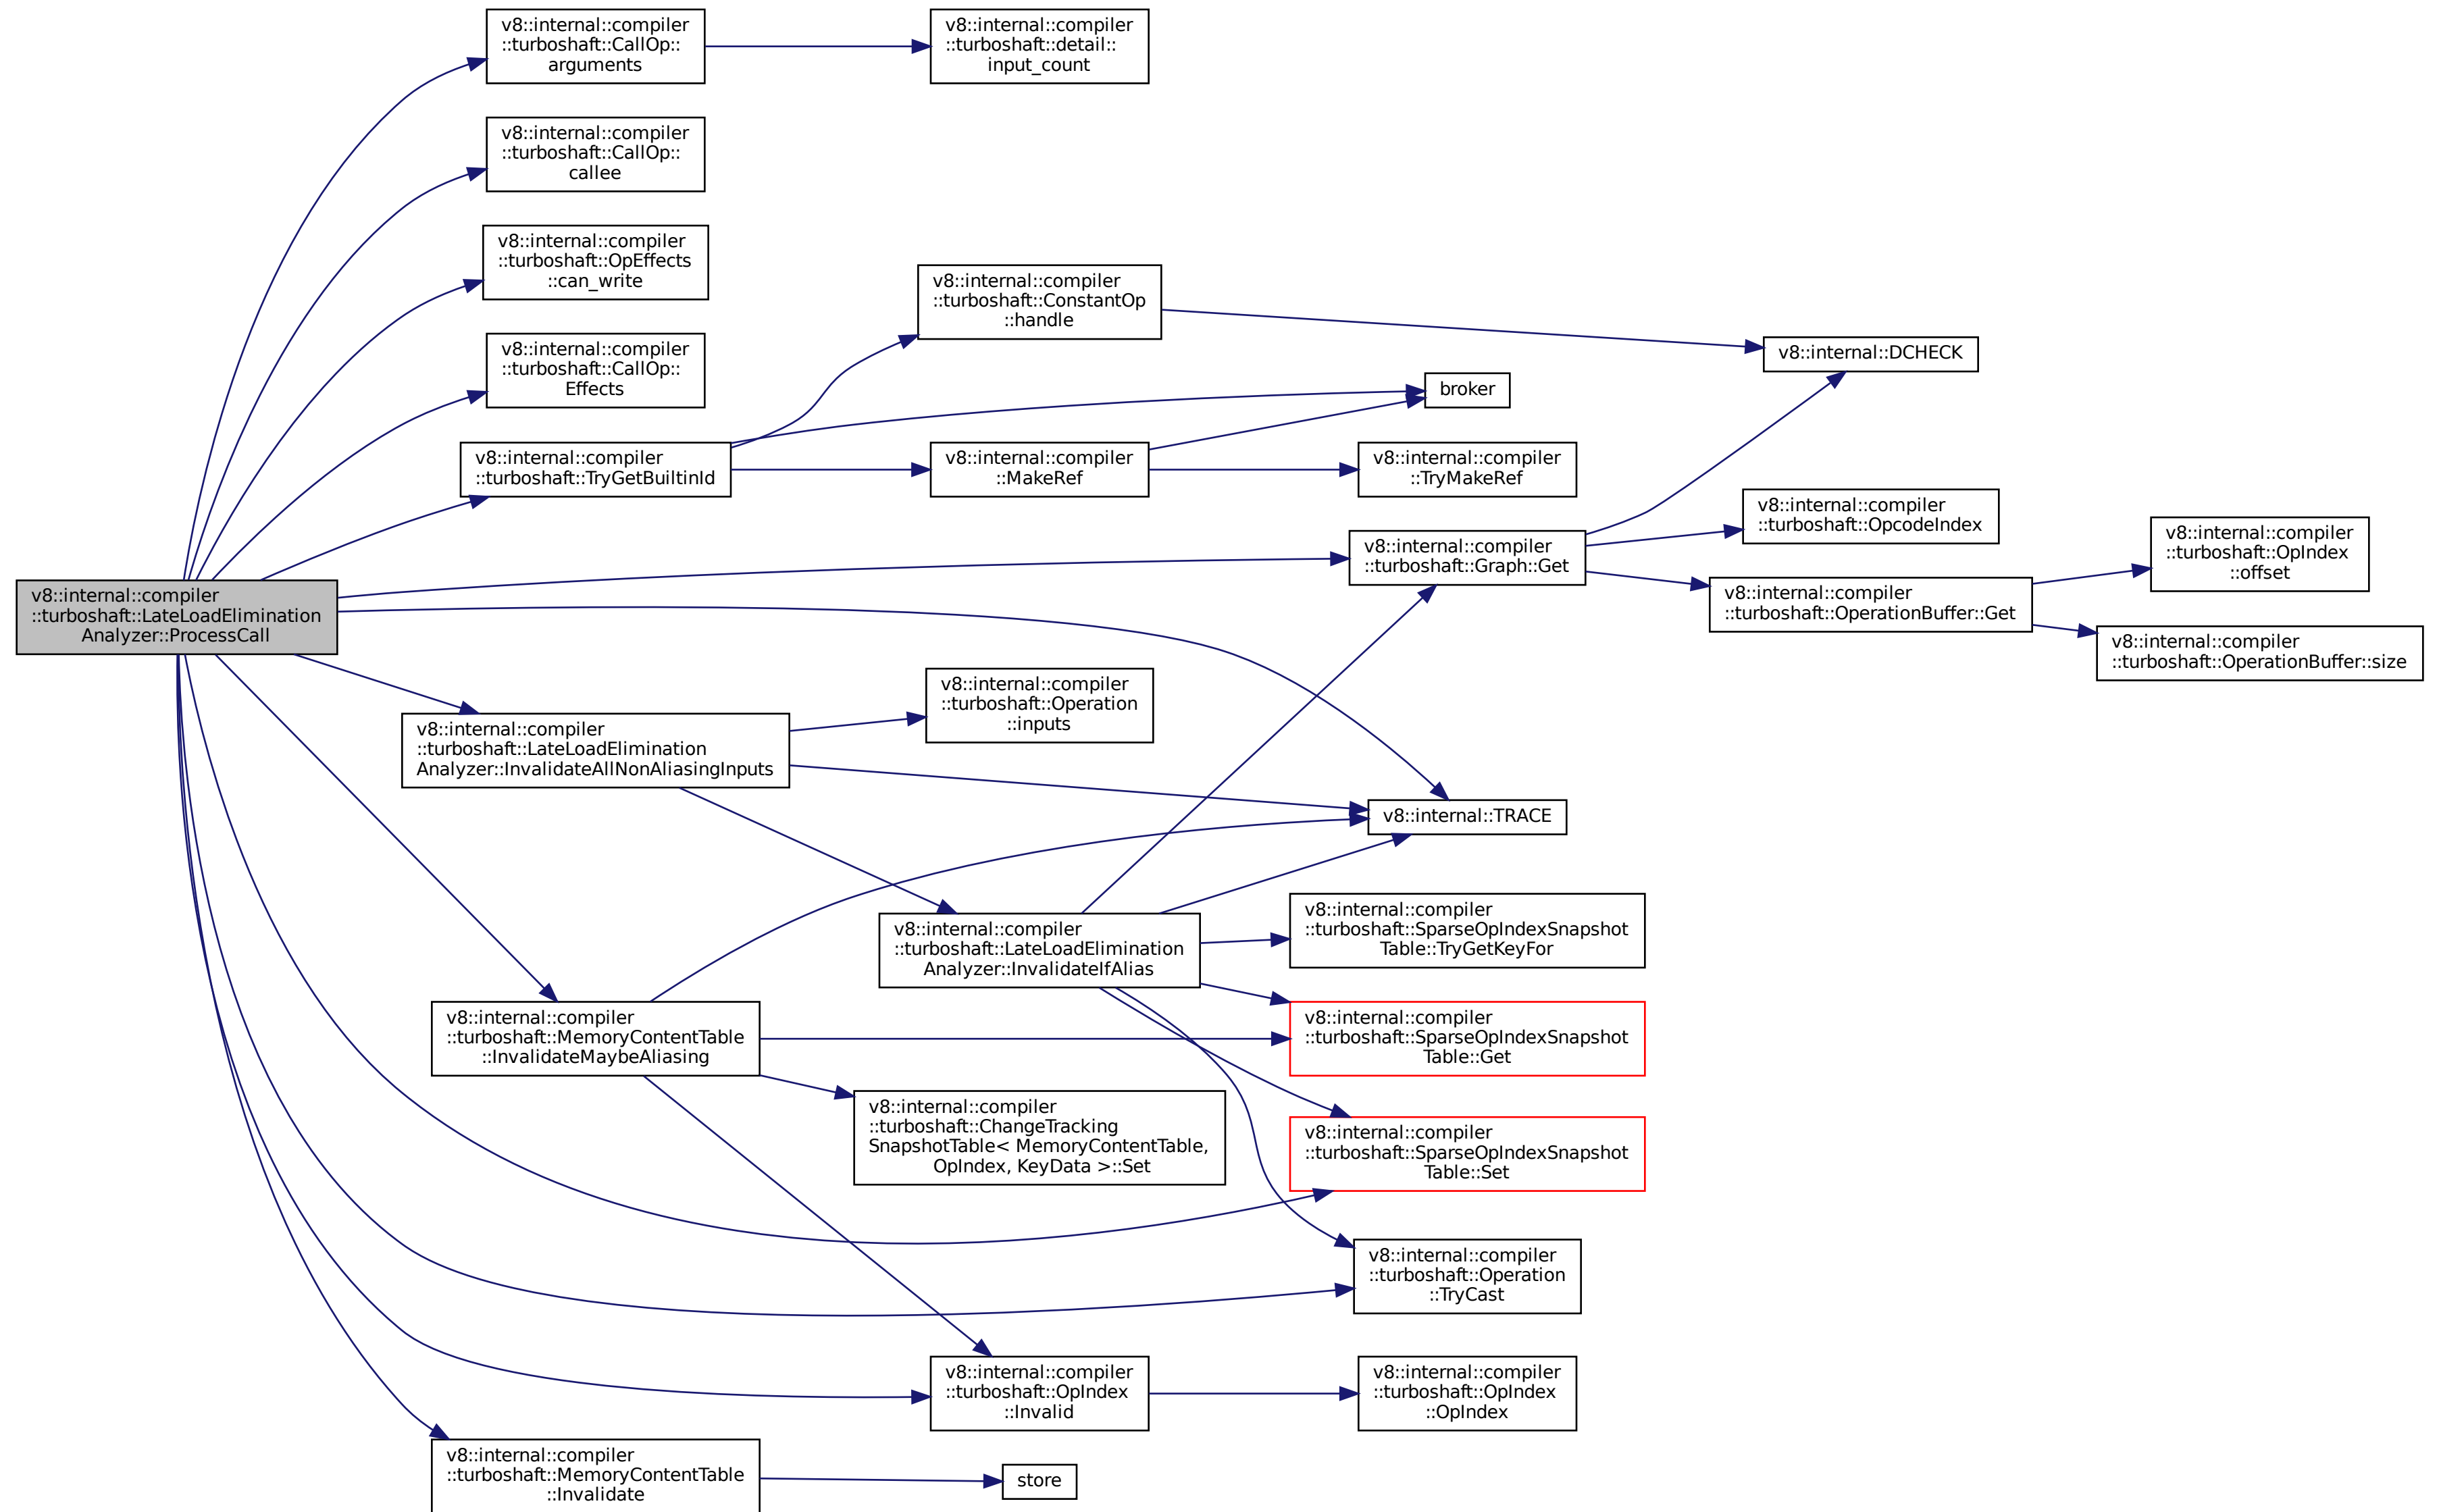 v8::internal::compiler
::turboshaft::CallOp::
arguments
v8::internal::compiler
::turboshaft::detail::
input_count
v8::internal::compiler
::turboshaft::CallOp::
callee
v8::internal::compiler
::turboshaft::OpEffects
::can_write
v8::internal::compiler
::turboshaft::ConstantOp
::handle
v8::internal::compiler
::turboshaft::CallOp::
Effects
v8::internal::DCHECK
broker
v8::internal::compiler
::turboshaft::TryGetBuiltinId
v8::internal::compiler
::MakeRef
v8::internal::compiler
::TryMakeRef
v8::internal::compiler
::turboshaft::OpcodeIndex
v8::internal::compiler
::turboshaft::Graph::Get
v8::internal::compiler
::turboshaft::OpIndex
::offset
v8::internal::compiler
::turboshaft::LateLoadElimination
Analyzer::ProcessCall
v8::internal::compiler
::turboshaft::OperationBuffer::Get
v8::internal::compiler
::turboshaft::OperationBuffer::size
v8::internal::compiler
::turboshaft::Operation
::inputs
v8::internal::compiler
::turboshaft::LateLoadElimination
Analyzer::InvalidateAllNonAliasingInputs
v8::internal::TRACE
v8::internal::compiler
::turboshaft::LateLoadElimination
Analyzer::InvalidateIfAlias
v8::internal::compiler
::turboshaft::SparseOpIndexSnapshot
Table::TryGetKeyFor
v8::internal::compiler
::turboshaft::MemoryContentTable
::InvalidateMaybeAliasing
v8::internal::compiler
::turboshaft::SparseOpIndexSnapshot
Table::Get
v8::internal::compiler
::turboshaft::ChangeTracking
SnapshotTable< MemoryContentTable,
OpIndex, KeyData >::Set
v8::internal::compiler
::turboshaft::SparseOpIndexSnapshot
Table::Set
v8::internal::compiler
::turboshaft::Operation
::TryCast
v8::internal::compiler
::turboshaft::OpIndex
::Invalid
v8::internal::compiler
::turboshaft::OpIndex
::OpIndex
v8::internal::compiler
::turboshaft::MemoryContentTable
::Invalidate
store